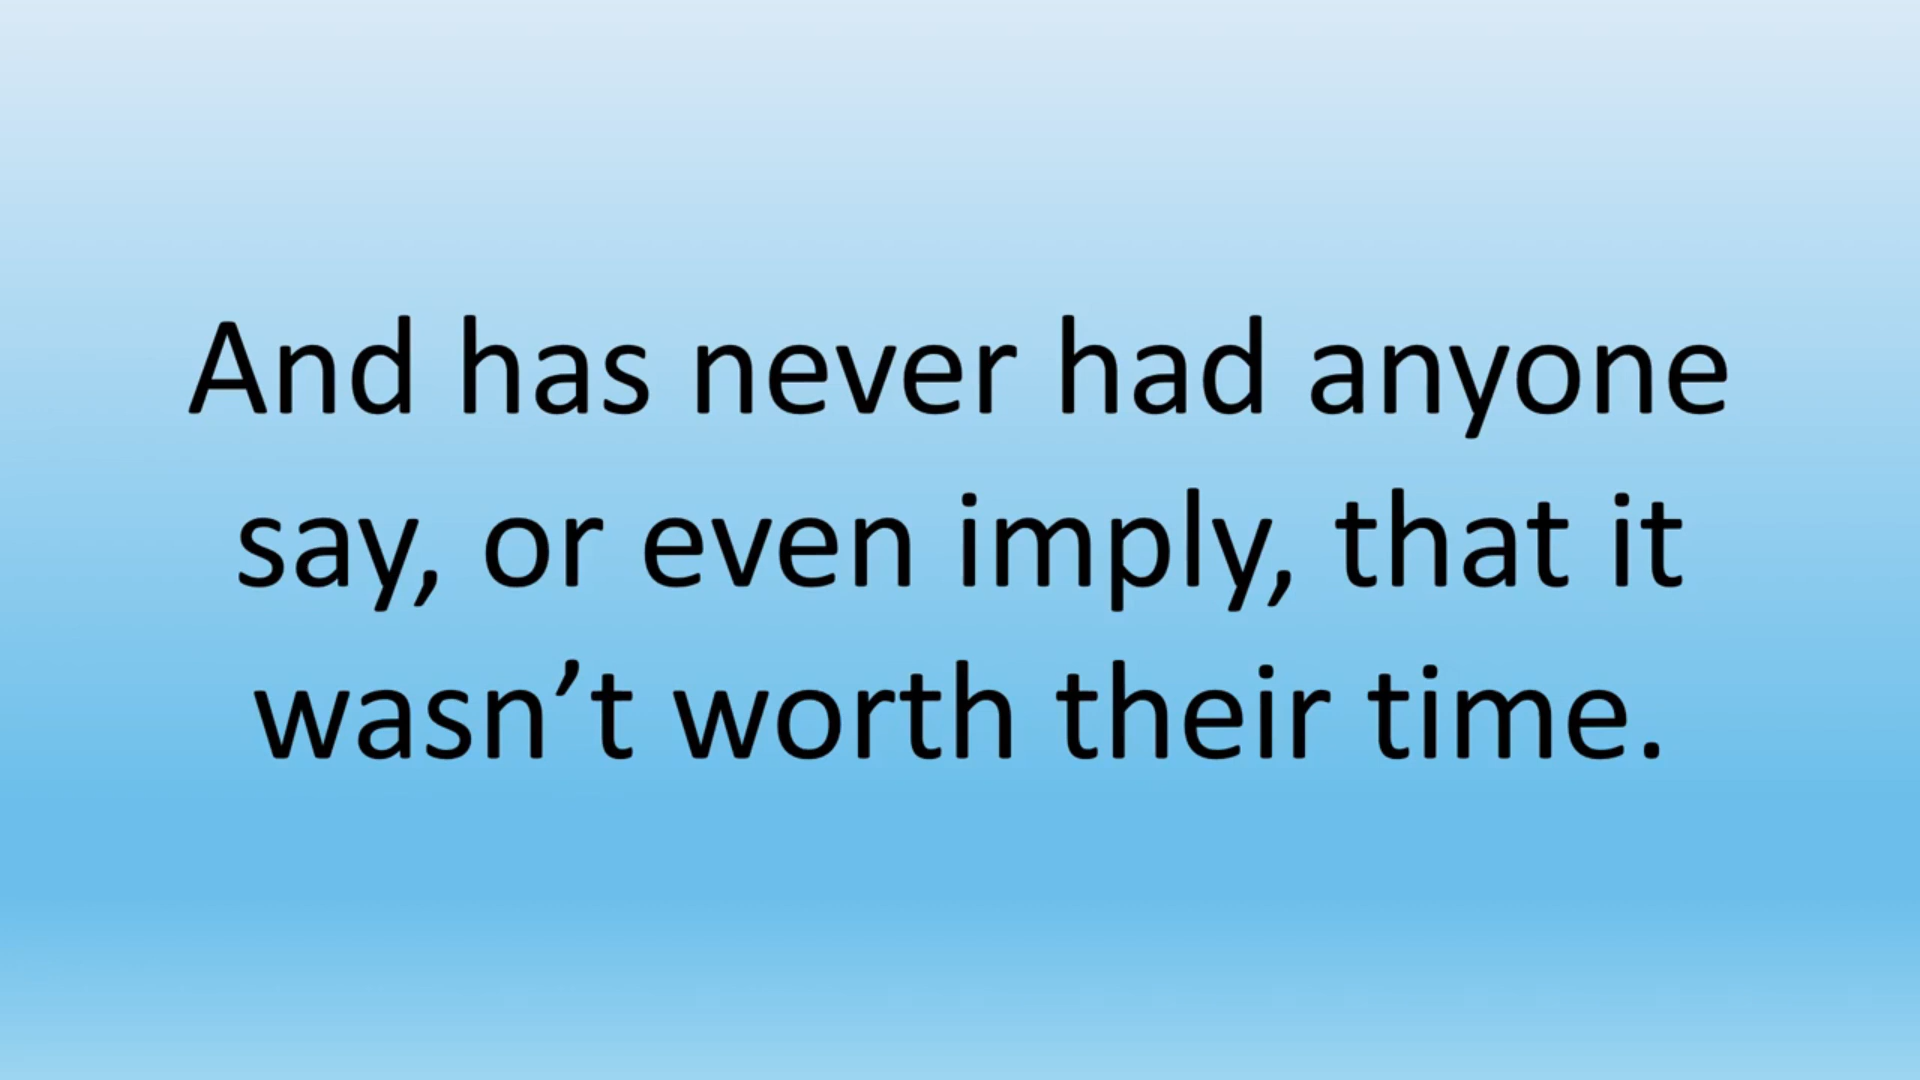 And has never had anyone
say, or even imply, that it
wasn’t worth their time.